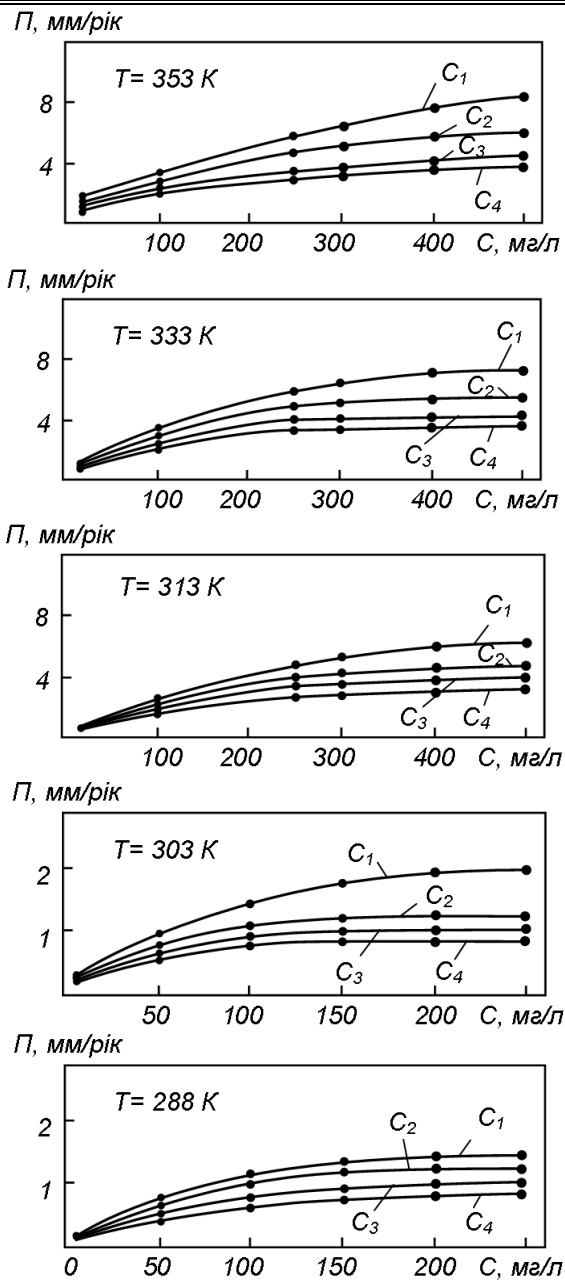 П, мм/рік
T= 353 К
C1
8
C2
C3
4
C4
100 200 300 400 С, мг/л
П, мм/рік
T= 333 К
C1
8
C2
4
C3 C4
100 200 300 400 С, мг/л
П, мм/рік
T= 313 К
C1
8
C2
4
C3 C4
100 200 300 400 С, мг/л
П, мм/рік
T= 303 К
C1
2
C2
1
C3 C4
50 100 150 200 С, мг/л
П, мм/рік
T= 288 К
C2 C1
2
1
C3 C4
0 50 100 150 200 С, мг/л